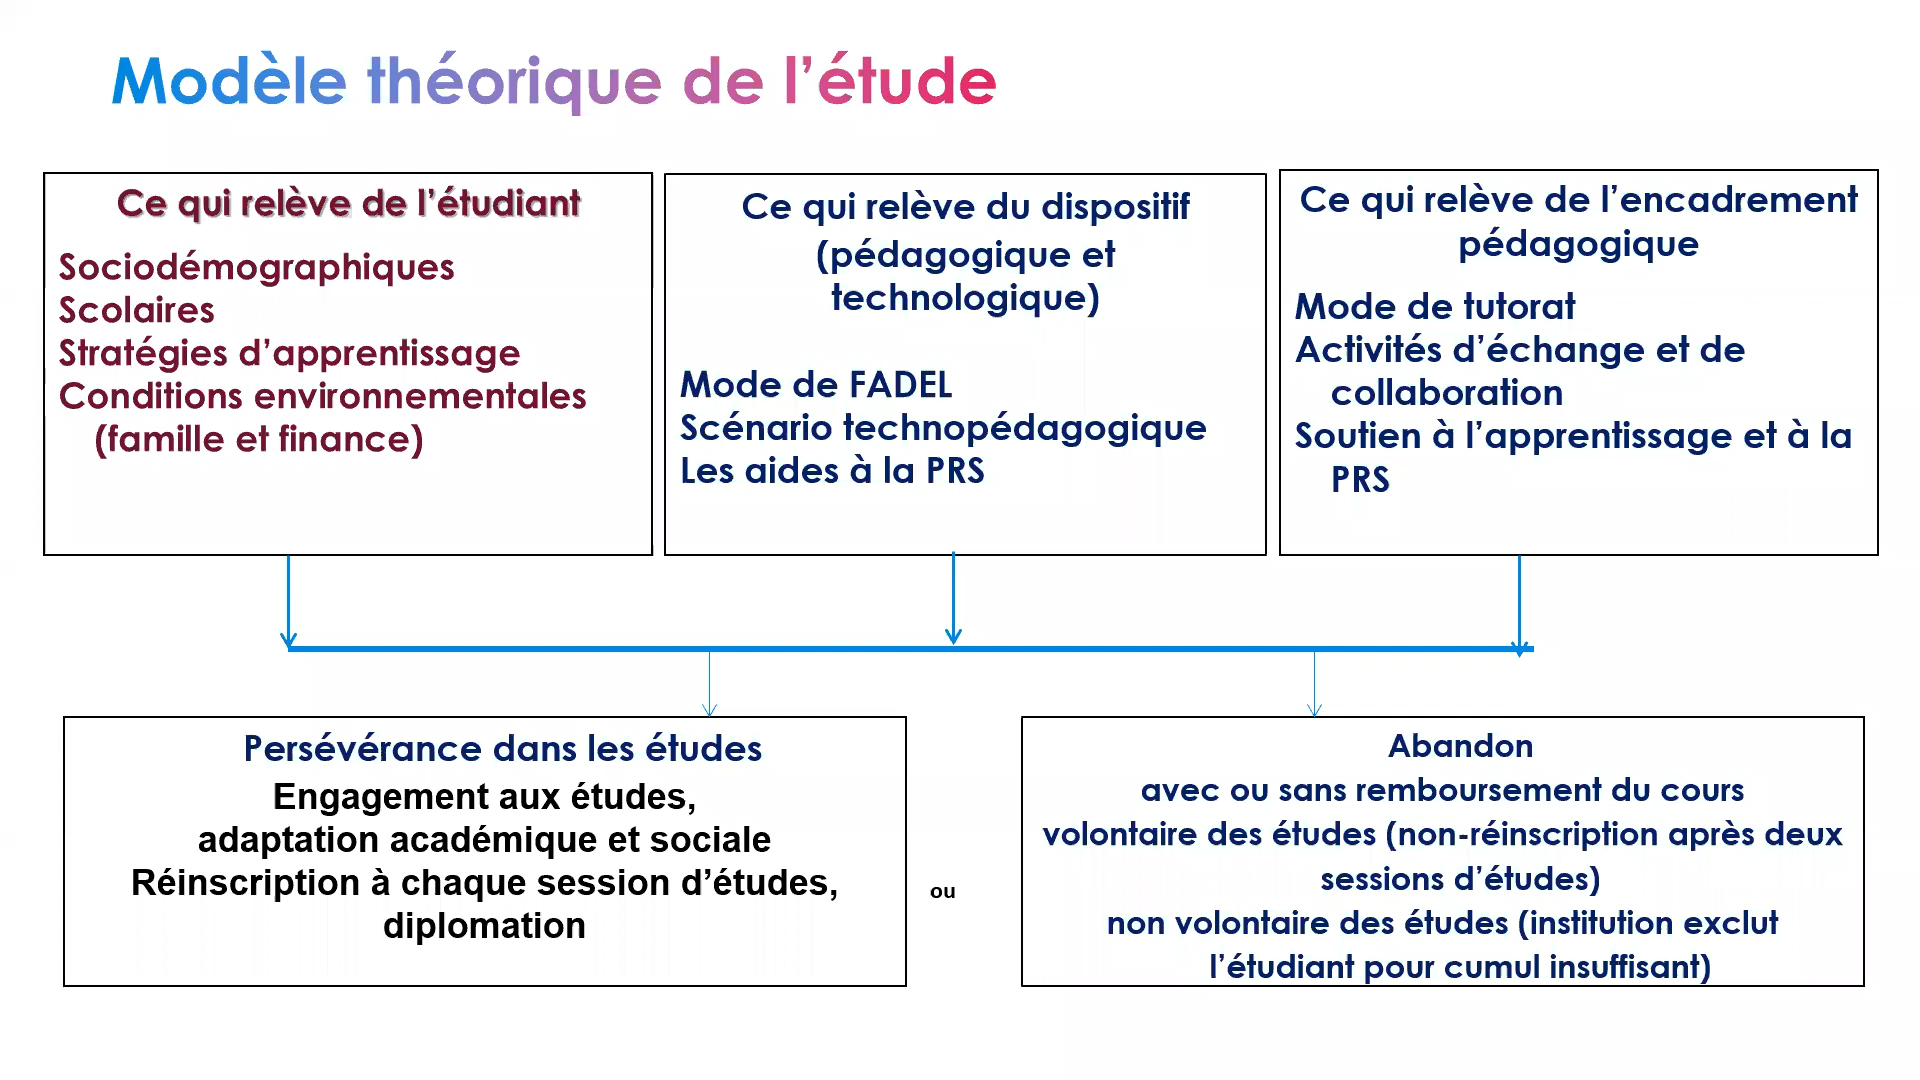 Modèle théorique de l’étude
Ce qui relève de l’étudiant
Sociodémographiques
Scolaires
Stratégies d’apprentissage
Conditions environnementales
(famille et finance)
Ce qui relève du dispositif
(pédagogique et
technologique)
Mode de FADEL
Scénario technopédagogique
Les aides à la PRS
Ce qui relève de l’encadrement
pédagogique
Mode de tutorat
Activités d’échange et de
collaboration
Soutien à l’apprentissage et à la
PRS
Persévérance dans les études
Engagement aux études,
adaptation académique et sociale
Réinscription à chaque session d’études,
diplomation
ou
Abandon
avec ou sans remboursement du cours
volontaire des études (non-réinscription après deux
sessions d’études)
non volontaire des études (institution exclut
l’étudiant pour cumul insuffisant)